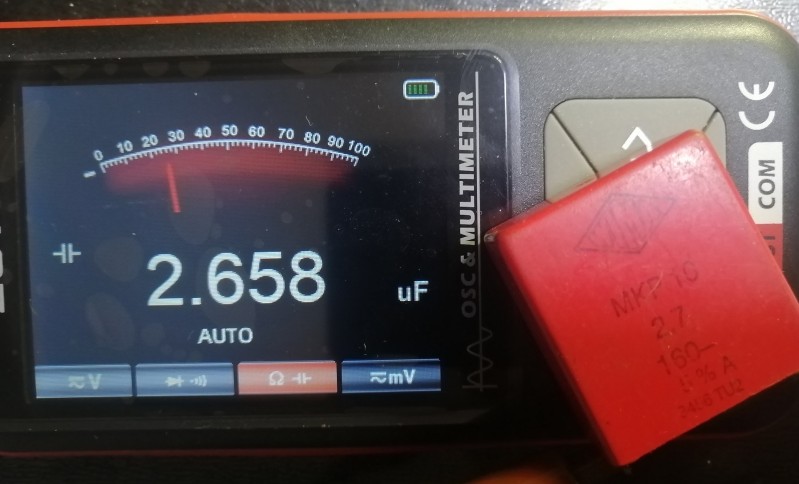 0 10 20 30 40 50 60 70 80 90 100
2.658
uF
AUTO
V
Ω
mV
OSC & MULTIMETER
CE
COM
WIMA
MKP 10
2.7
160–
% A